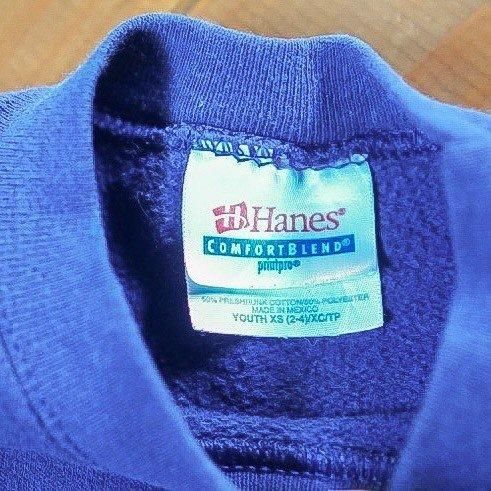 Hanes®
COMFORTBLEND®
printpro®
50% PRESHRUNK COTTON/50% POLYESTER
MADE IN MEXICO
YOUTH XS (2-4)/XC/TP